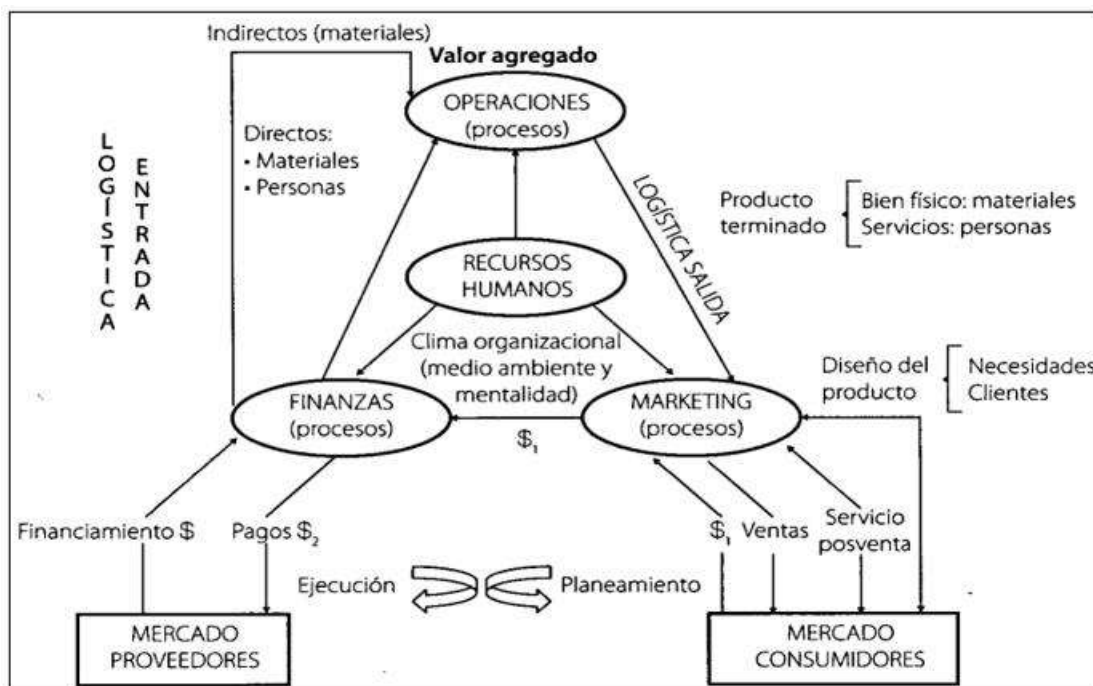 Indirectos (materiales)
Valor agregado
OPERACIONES
(procesos)
LOGÍSTICA
ENTRADA
Directos:
• Materiales
• Personas
LOGÍSTICA SALIDA
Producto
terminado
Bien físico: materiales
Servicios: personas
RECURSOS
HUMANOS
Clima organizacional
(medio ambiente y
mentalidad)
Diseño del
producto
Necesidades
Clientes
FINANZAS
(procesos)
MARKETING
(procesos)
$₁
Financiamiento $
Pagos $₂
$₁
Ventas
Servicio
posventa
Ejecución
Planeamiento
MERCADO
PROVEEDORES
MERCADO
CONSUMIDORES